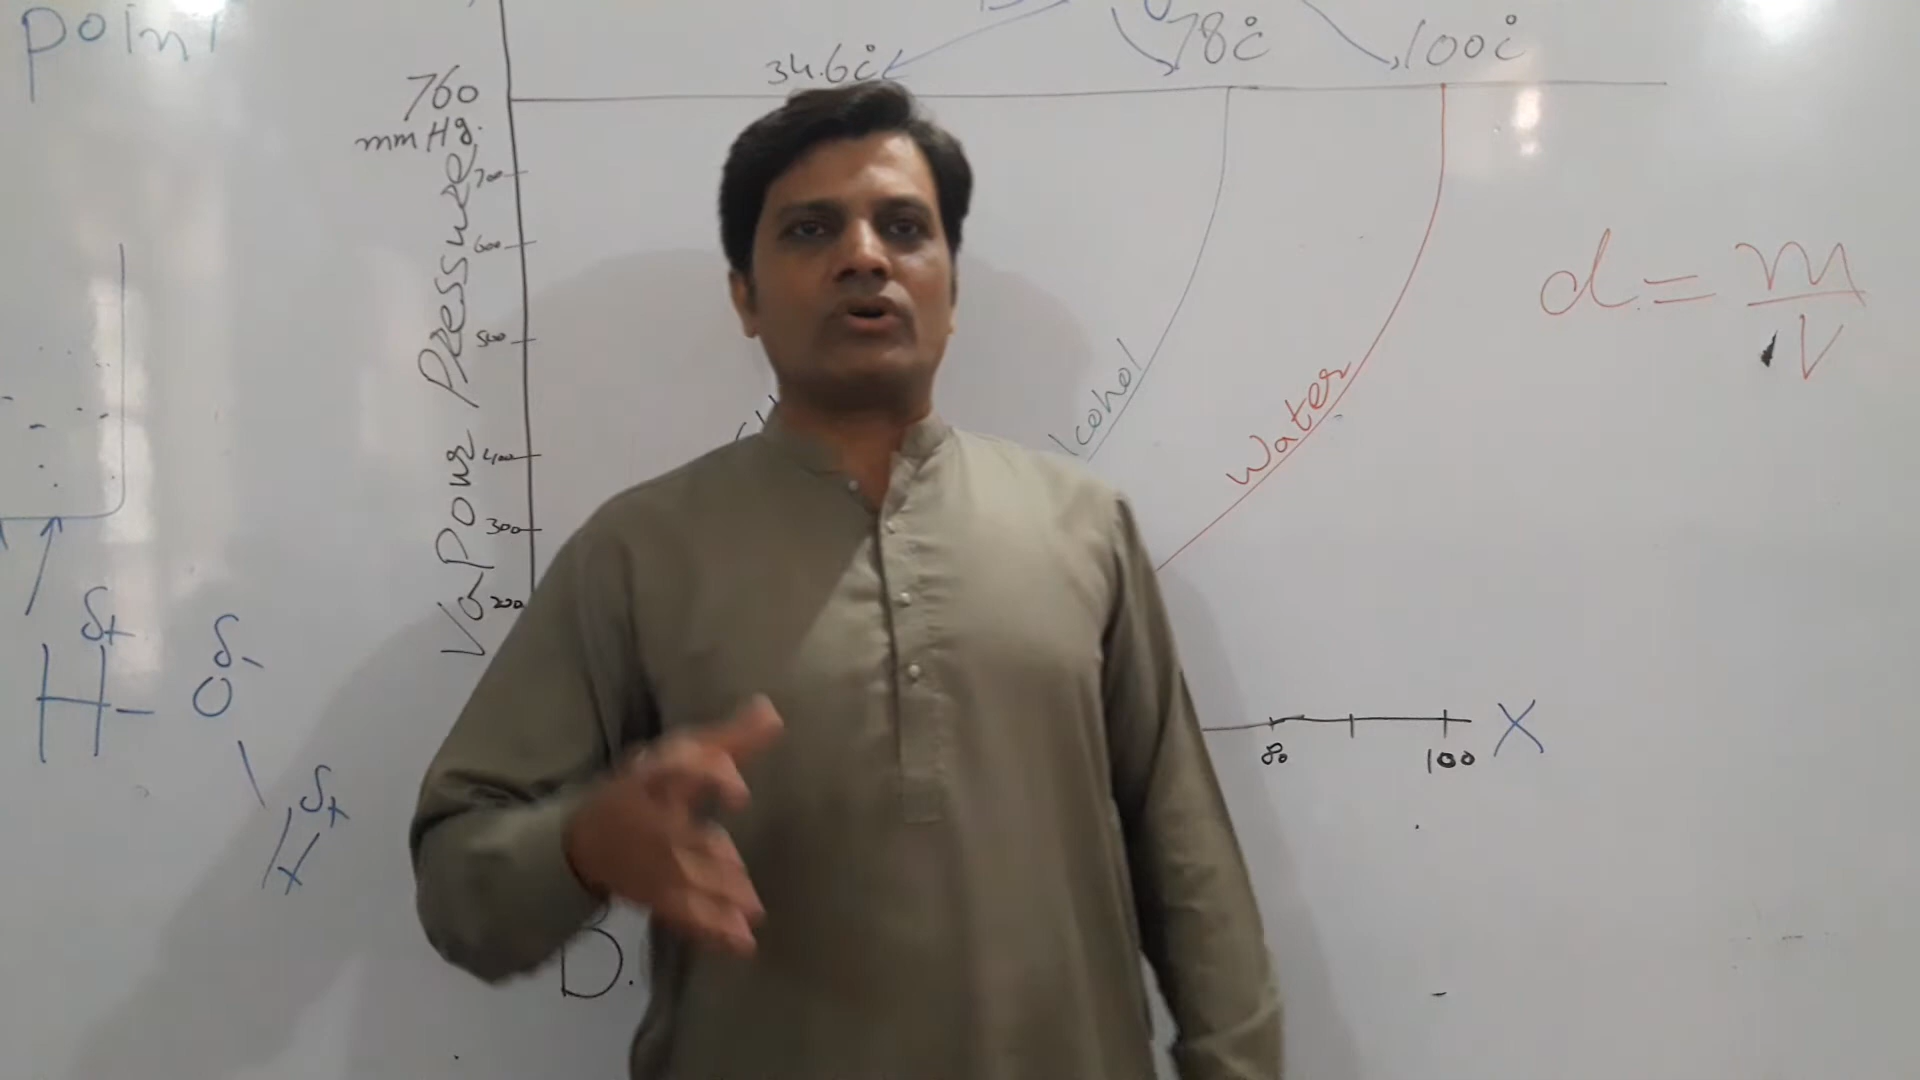 point
34.6°C
78°C
100°C
760
mm Hg.
Vapour Pressure
700
600
500
400
300
200
lcohol
Water
d = m
V
δ+
δ-
H - O
δ+
H
80
100
X
B.